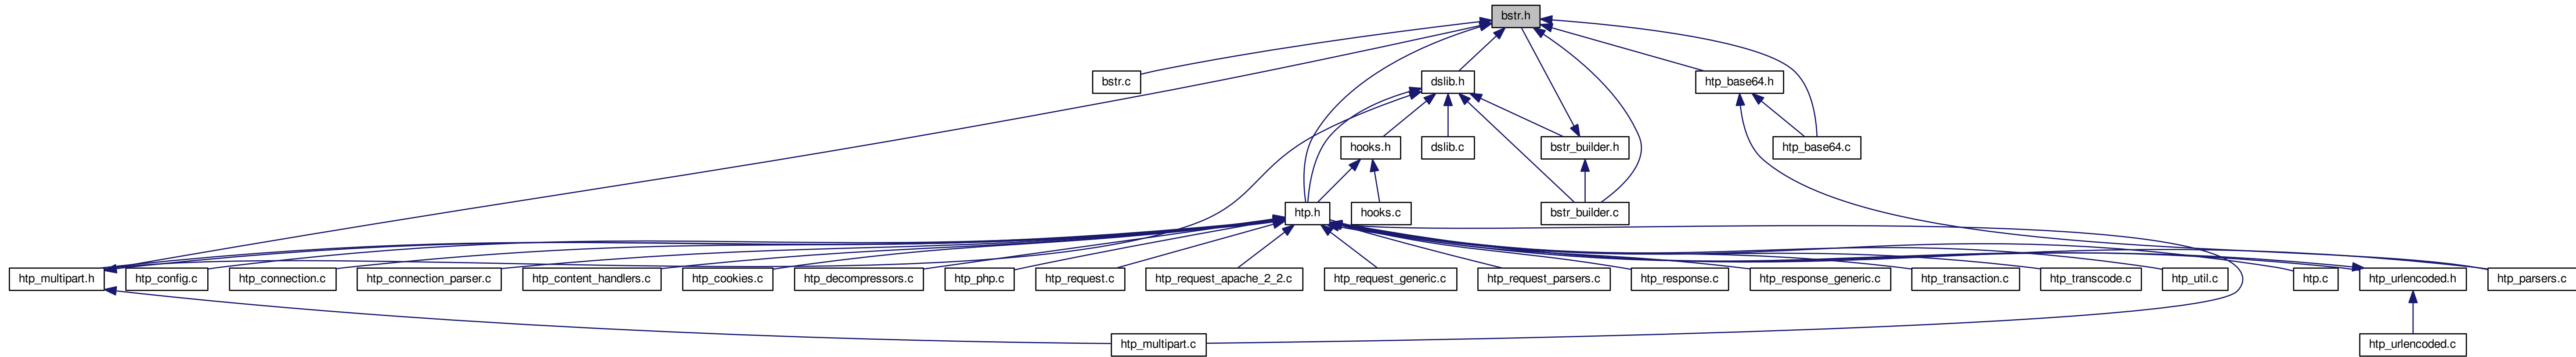 bstr.h
bstr.c
dslib.h
htp_base64.h
hooks.h
dslib.c
bstr_builder.h
htp_base64.c
htp.h
hooks.c
bstr_builder.c
htp_multipart.h
htp_config.c
htp_connection.c
htp_connection_parser.c
htp_content_handlers.c
htp_cookies.c
htp_decompressors.c
htp_php.c
htp_request.c
htp_request_apache_2_2.c
htp_request_generic.c
htp_request_parsers.c
htp_response.c
htp_response_generic.c
htp_transaction.c
htp_transcode.c
htp_util.c
htp.c
htp_urlencoded.h
htp_parsers.c
htp_multipart.c
htp_urlencoded.c